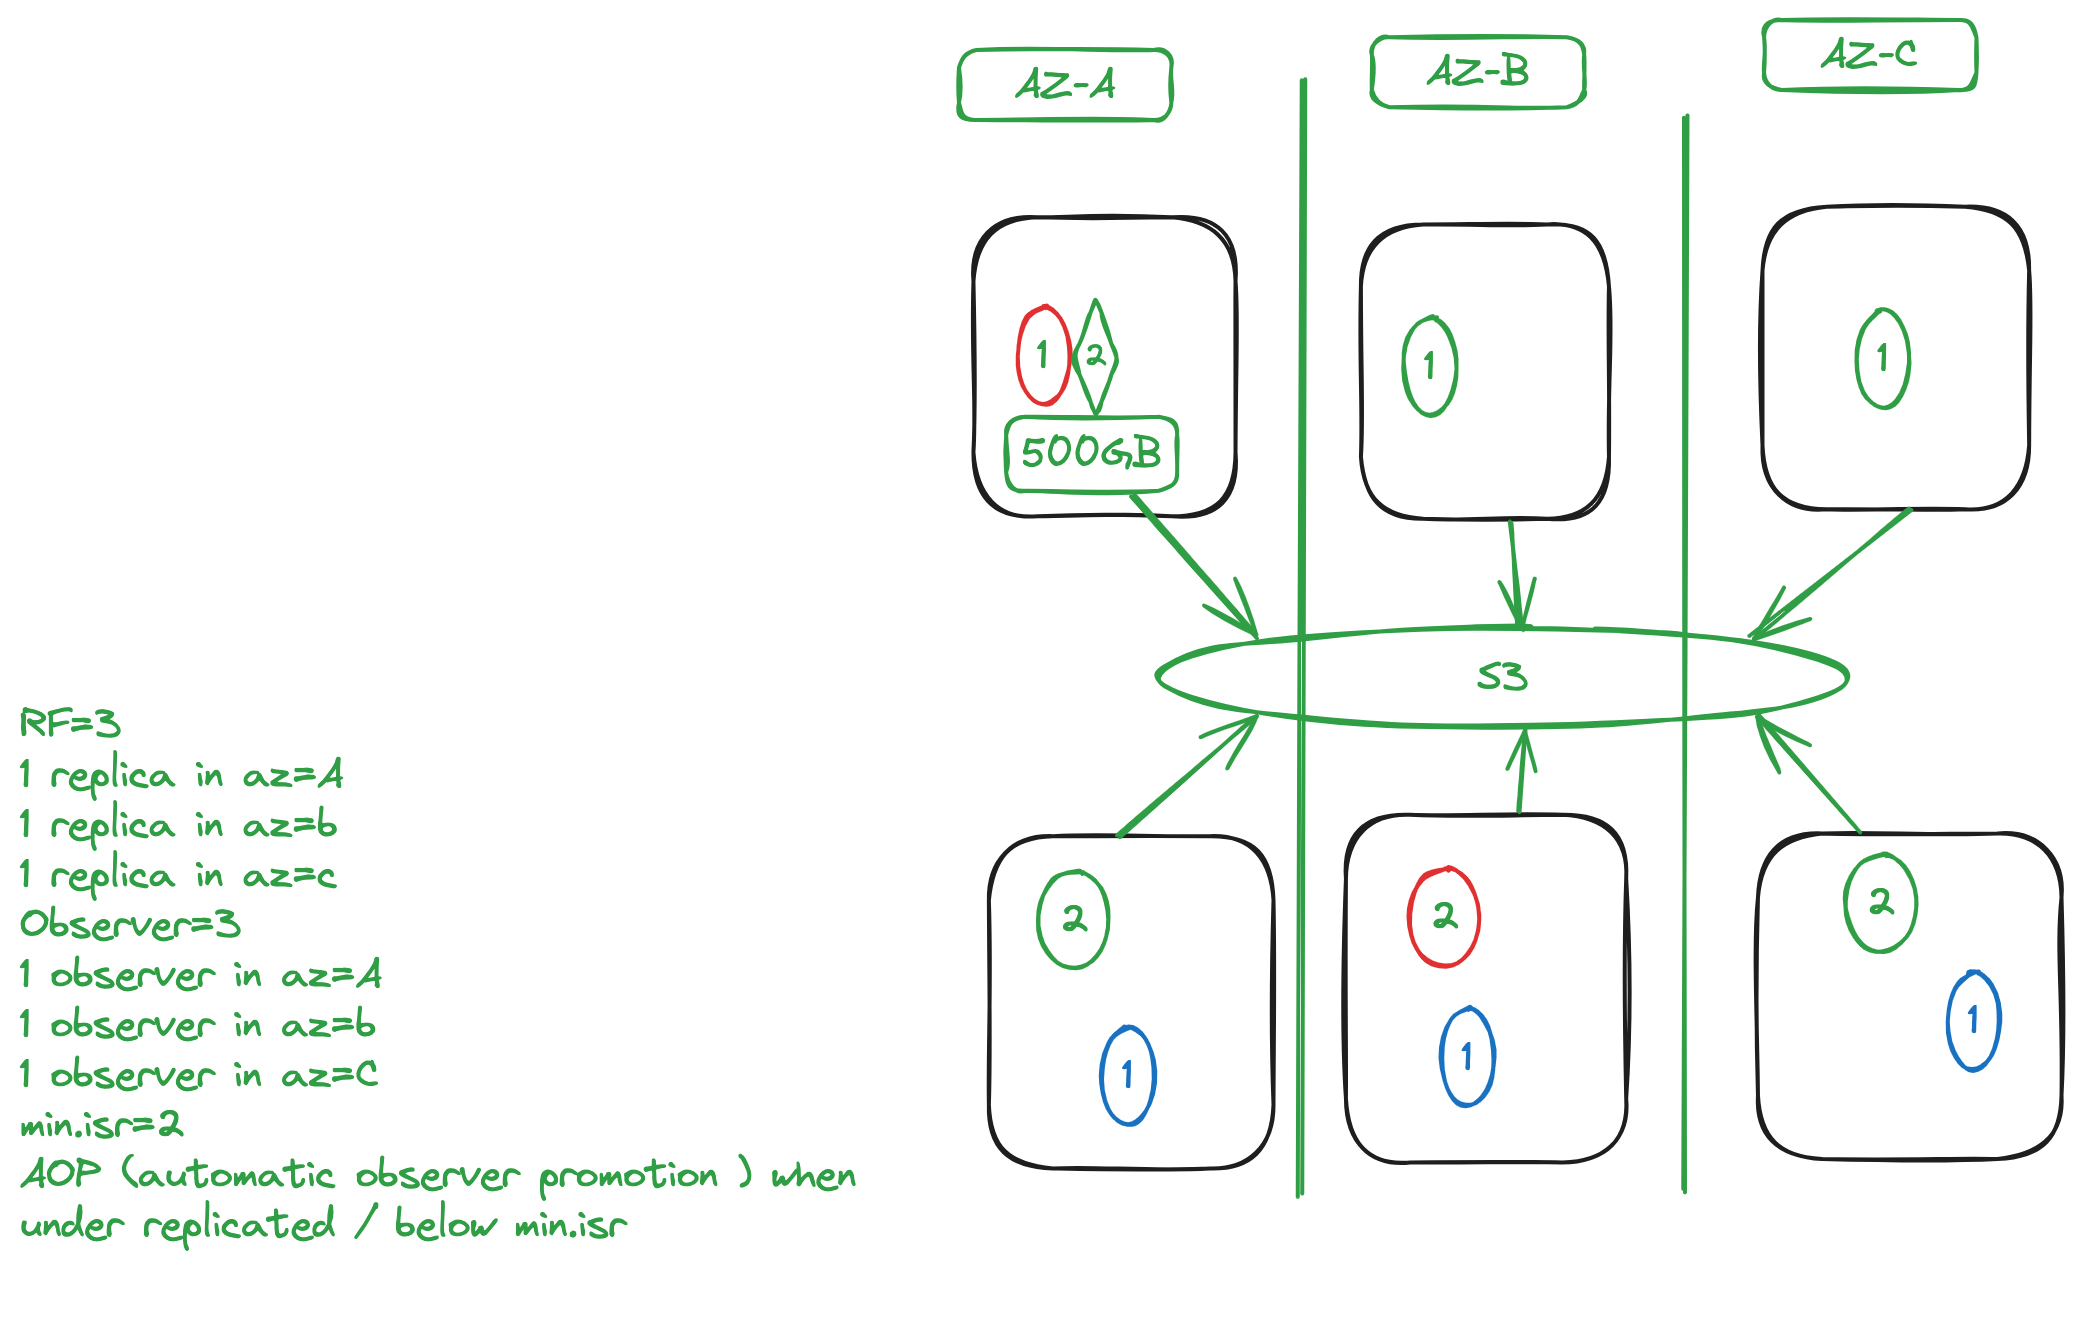 AZ-A
AZ-B
AZ-C
1
2
500GB
1
1
S3
RF=3
1 replica in az=A
1 replica in az=b
1 replica in az=c
Observer=3
1 observer in az=A
1 observer in az=b
1 observer in az=C
min.isr=2
AOP (automatic observer promotion ) when
under replicated / below min.isr
2
1
2
1
2
1